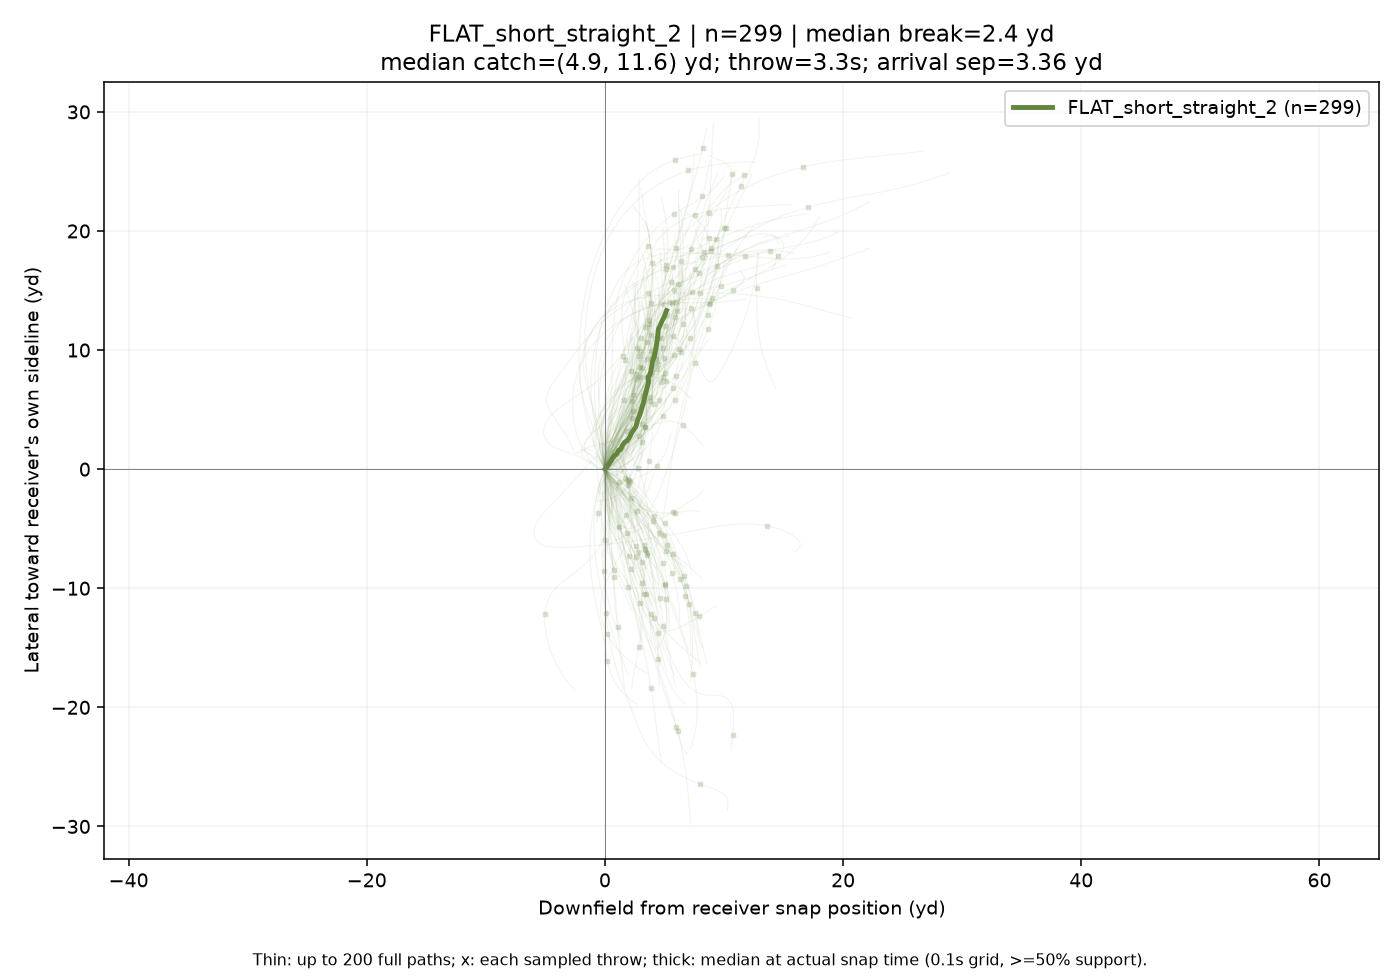 FLAT_short_straight_2 | n=299 | median break=2.4 yd
median catch=(4.9, 11.6) yd; throw=3.3s; arrival sep=3.36 yd
FLAT_short_straight_2 (n=299)
30
20
10
0
−10
−20
−30
Lateral toward receiver's own sideline (yd)
−40
−20
0
20
40
60
Downfield from receiver snap position (yd)
Thin: up to 200 full paths; x: each sampled throw; thick: median at actual snap time (0.1s grid, >=50% support).